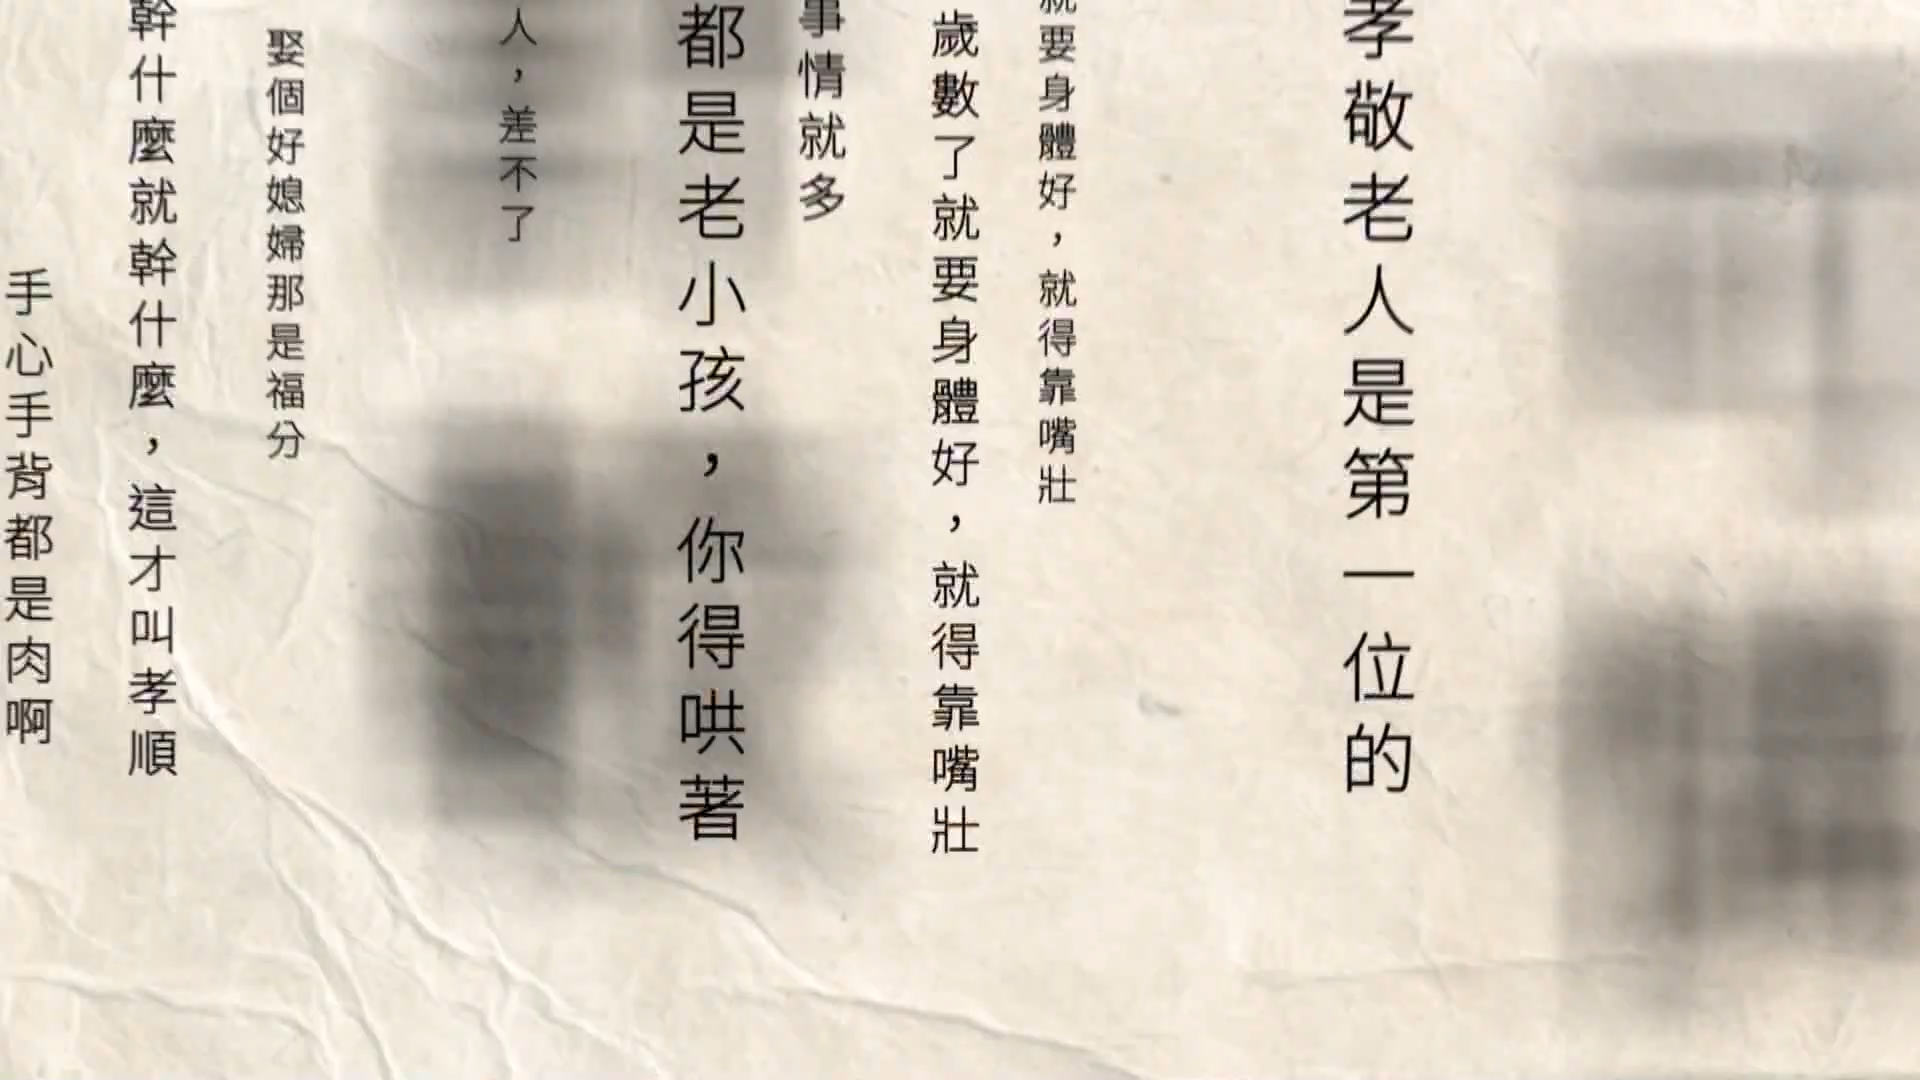 孝敬老人是第一位的
就要身體好，就得靠嘴壯
歲數了就要身體好，就得靠嘴壯
事情就多
都是老小孩，你得哄著
人，差不了
娶個好媳婦那是福分
幹什麼就幹什麼，這才叫孝順
手心手背都是肉啊